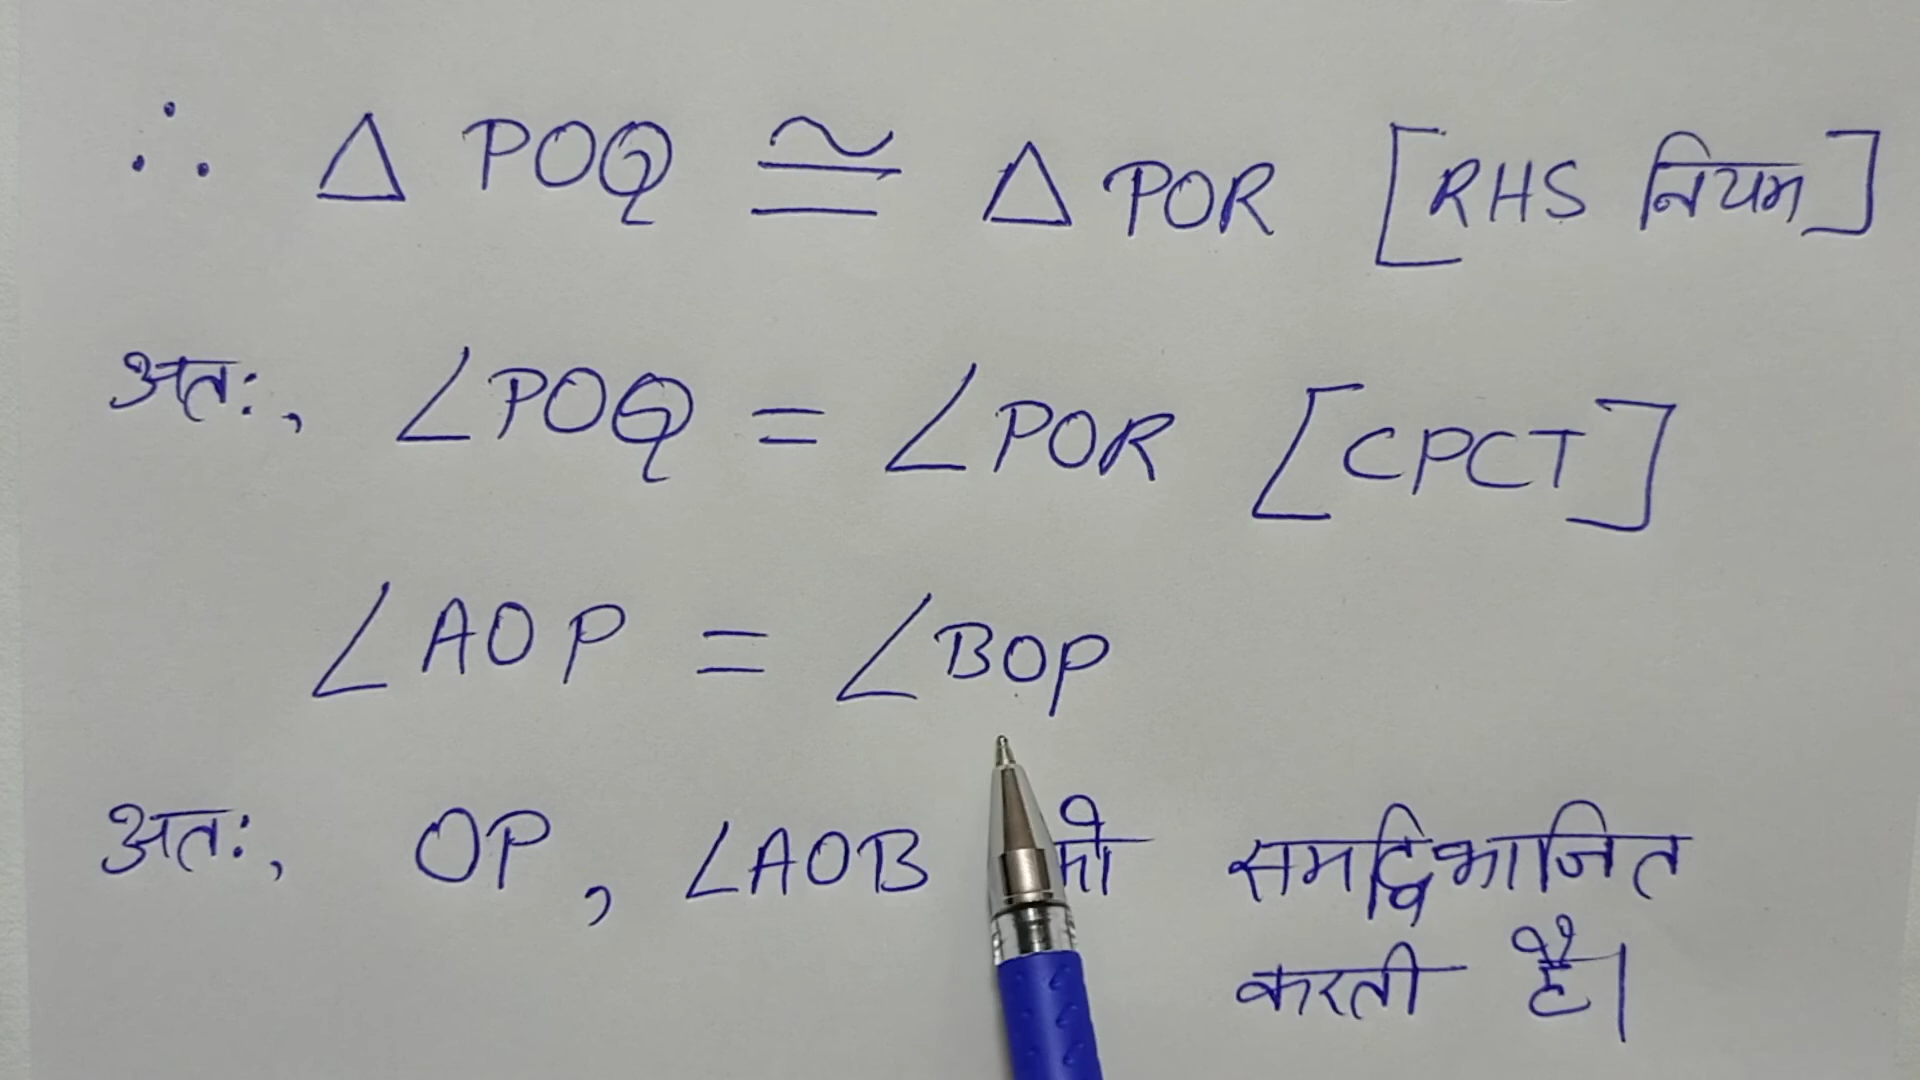 ∴ △ POQ ≅ △ POR [RHS नियम]
अतः, ∠POQ = ∠POR [CPCT]
∠AOP = ∠BOP
अतः, OP, ∠AOB को समद्विभाजित
करती है।